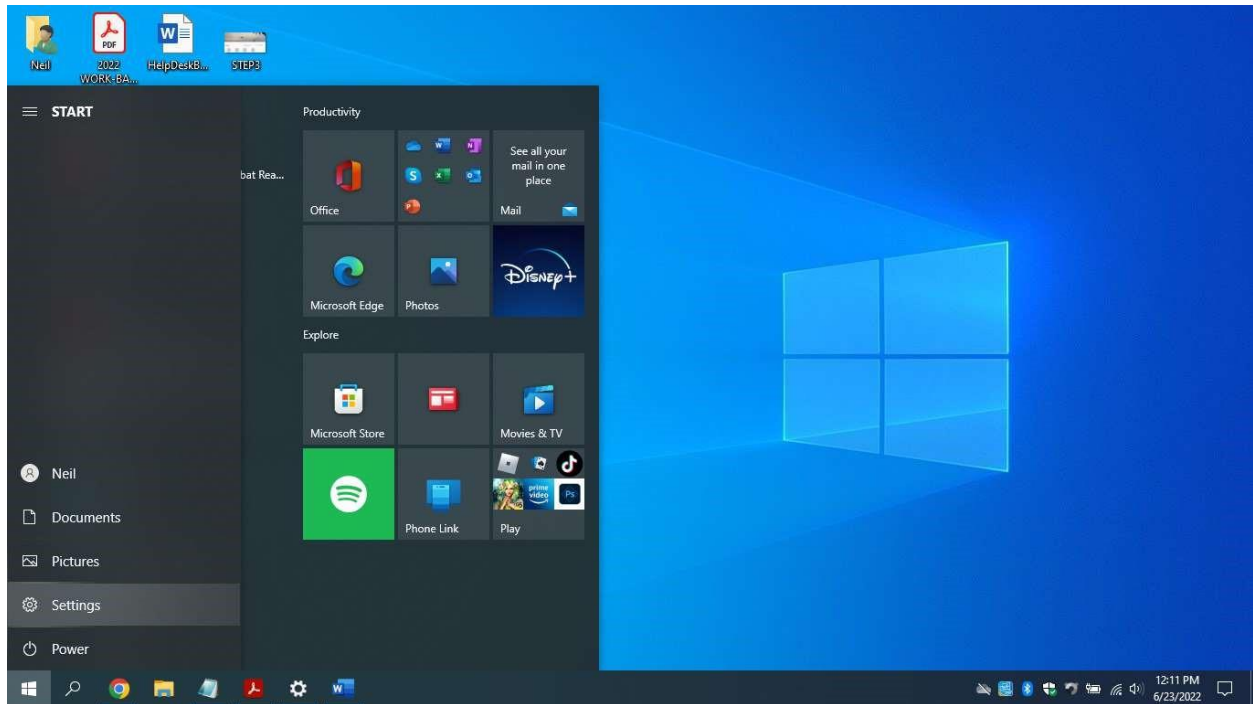 Neil
2022
WORK-BA...
HelpDeskB...
STEP3
START
bat Rea...
Productivity
Office
See all your
mail in one
place
Mail
Microsoft Edge
Photos
Disney+
Explore
Microsoft Store
Movies & TV
Phone Link
prime
video
Ps
Play
Neil
Documents
Pictures
Settings
Power
12:11 PM
6/23/2022